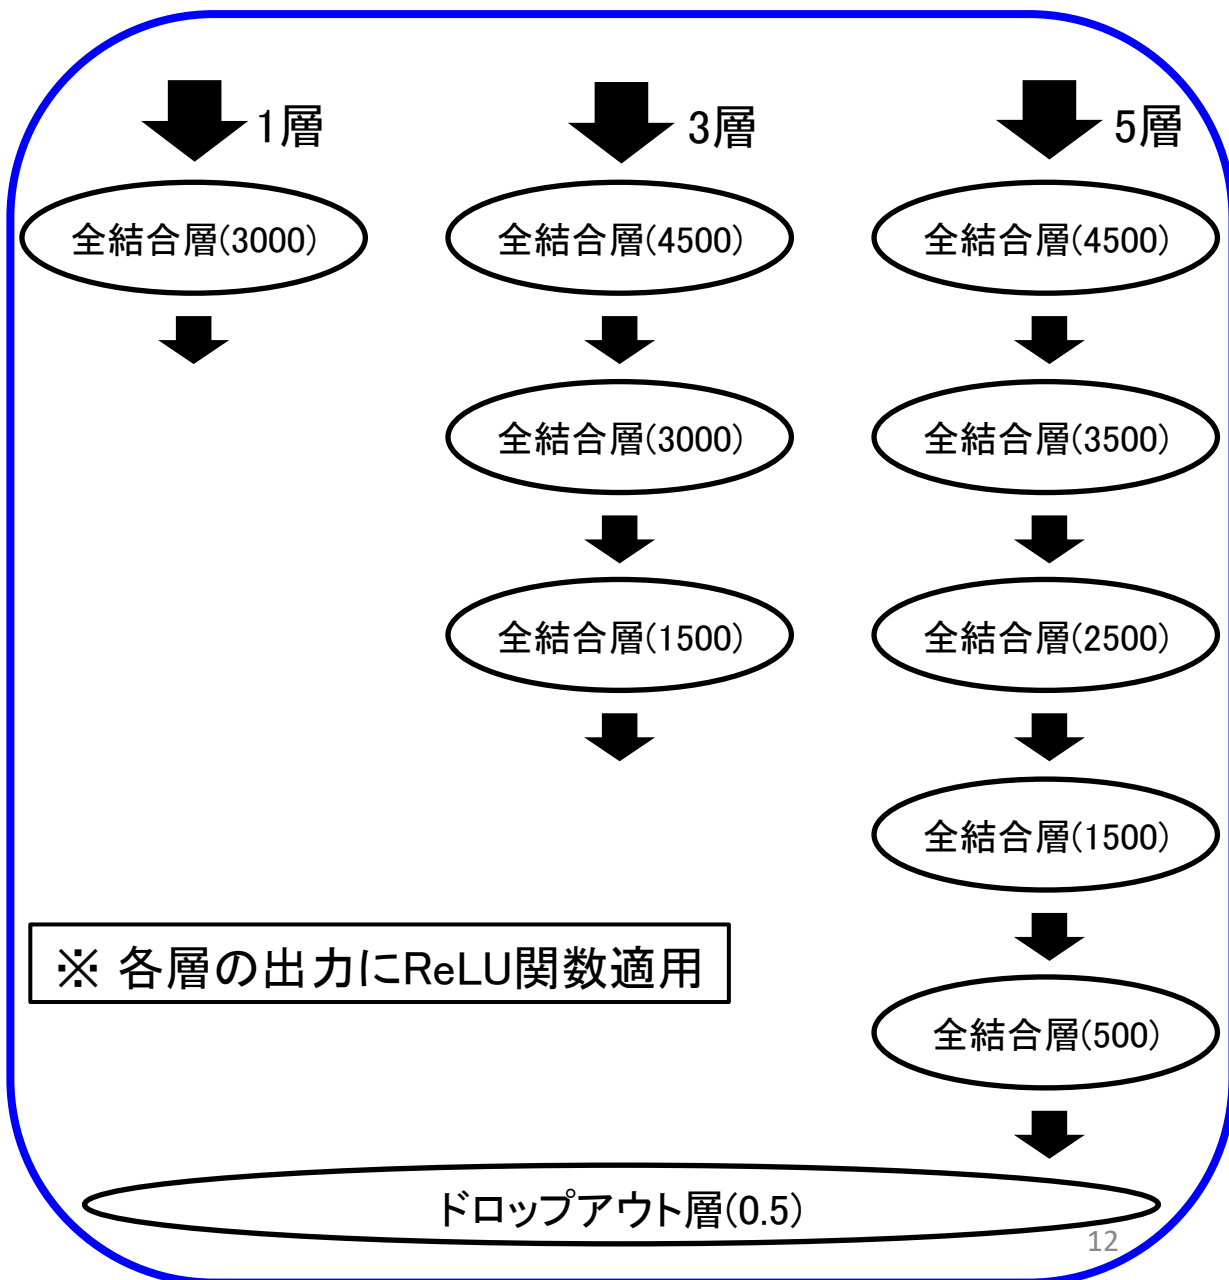 1層
3層
5層
全結合層(3000)
全結合層(4500)
全結合層(4500)
全結合層(3000)
全結合層(3500)
全結合層(1500)
全結合層(2500)
全結合層(1500)
※ 各層の出力にReLU関数適用
全結合層(500)
ドロップアウト層(0.5)
12